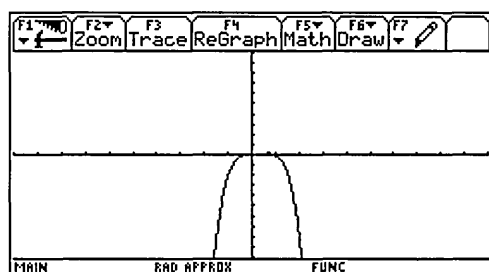 F1 F2 Zoom F3 Trace F4 ReGraph F5 Math F6 Draw F7
MAIN RAD APPROX FUNC